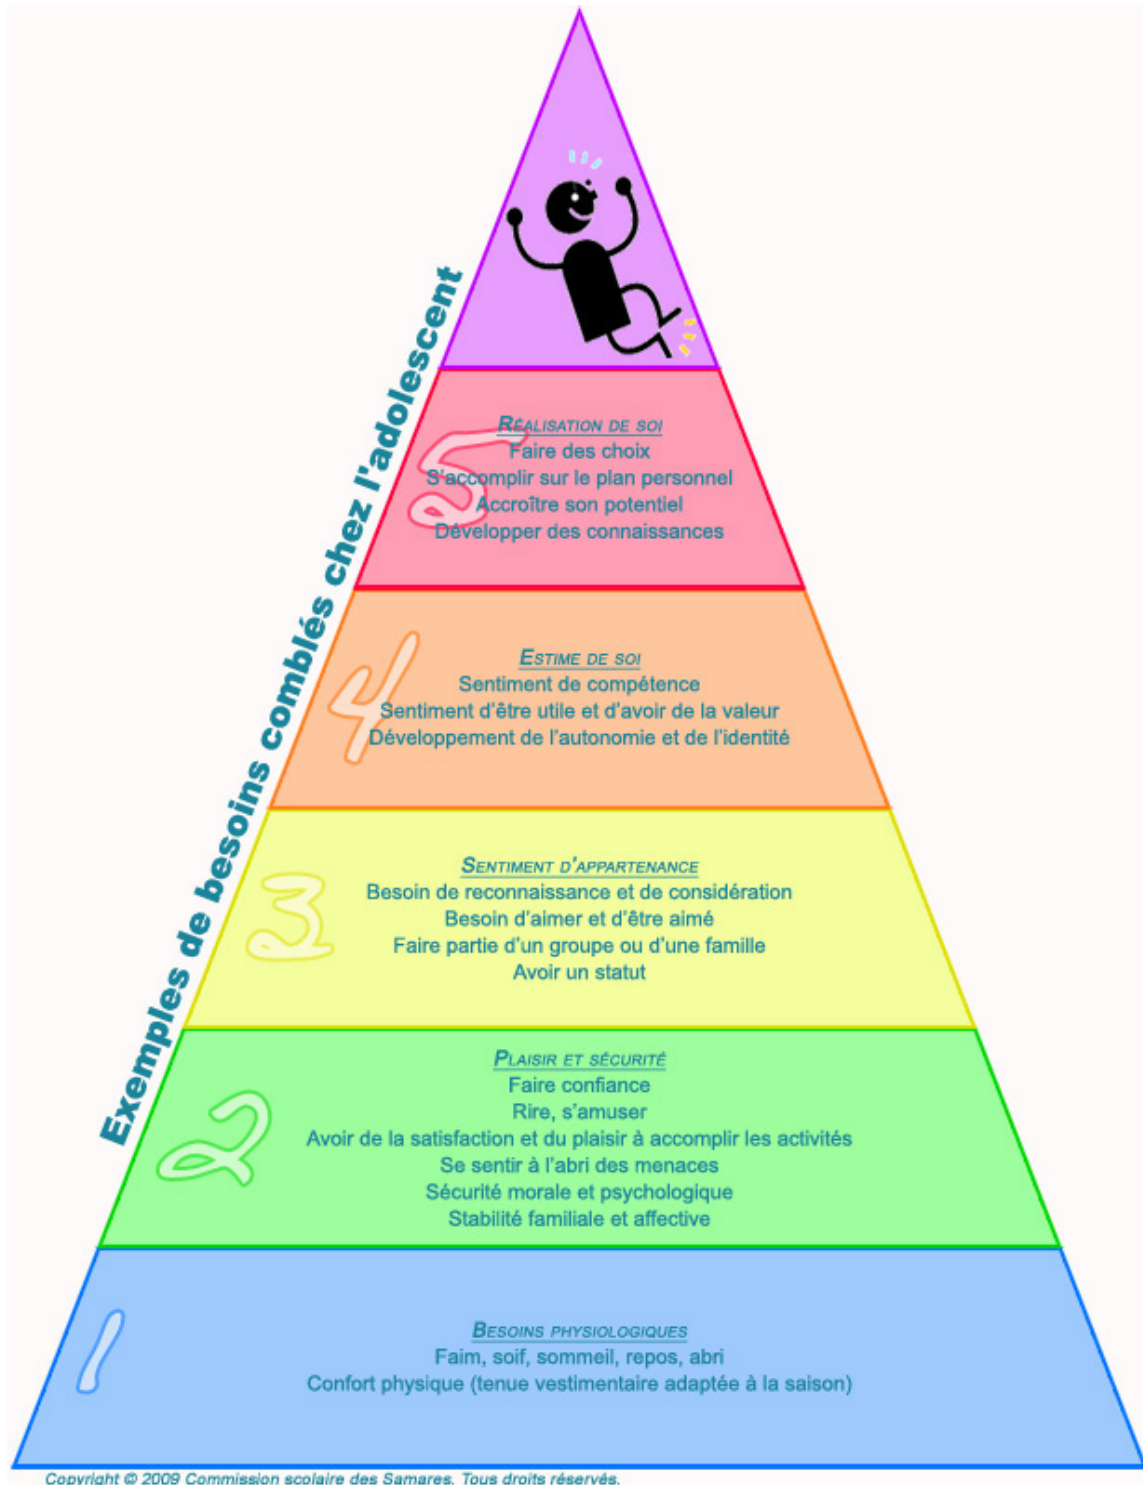 Exemples de besoins comblés chez l'adolescent
5
RÉALISATION DE SOI
Faire des choix
S'accomplir sur le plan personnel
Accroître son potentiel
Développer des connaissances
4
ESTIME DE SOI
Sentiment de compétence
Sentiment d'être utile et d'avoir de la valeur
Développement de l'autonomie et de l'identité
3
SENTIMENT D'APPARTENANCE
Besoin de reconnaissance et de considération
Besoin d'aimer et d'être aimé
Faire partie d'un groupe ou d'une famille
Avoir un statut
2
PLAISIR ET SÉCURITÉ
Faire confiance
Rire, s'amuser
Avoir de la satisfaction et du plaisir à accomplir les activités
Se sentir à l'abri des menaces
Sécurité morale et psychologique
Stabilité familiale et affective
1
BESOINS PHYSIOLOGIQUES
Faim, soif, sommeil, repos, abri
Confort physique (tenue vestimentaire adaptée à la saison)
Copyright © 2009 Commission scolaire des Samares. Tous droits réservés.